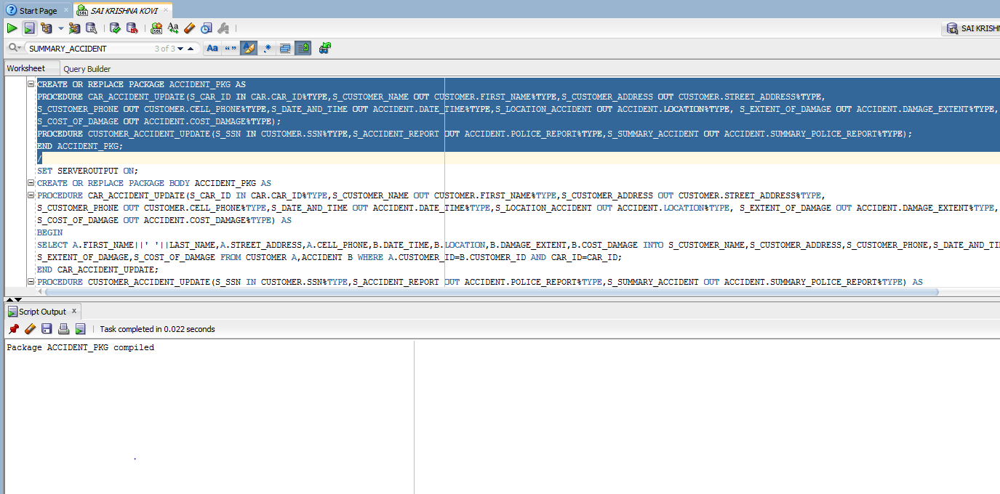 Start Page
SAI KRISHNA KOVI
SQL
SAI KRISHN
SUMMARY_ACCIDENT 3 of 3 Aa “ ” .*
Worksheet Query Builder
CREATE OR REPLACE PACKAGE ACCIDENT_PKG AS
PROCEDURE CAR_ACCIDENT_UPDATE(S_CAR_ID IN CAR.CAR_ID%TYPE,S_CUSTOMER_NAME OUT CUSTOMER.FIRST_NAME%TYPE,S_CUSTOMER_ADDRESS OUT CUSTOMER.STREET_ADDRESS%TYPE,
S_CUSTOMER_PHONE OUT CUSTOMER.CELL_PHONE%TYPE,S_DATE_AND_TIME OUT ACCIDENT.DATE_TIME%TYPE,S_LOCATION_ACCIDENT OUT ACCIDENT.LOCATION%TYPE, S_EXTENT_OF_DAMAGE OUT ACCIDENT.DAMAGE_EXTENT%TYPE,
S_COST_OF_DAMAGE OUT ACCIDENT.COST_DAMAGE%TYPE);
PROCEDURE CUSTOMER_ACCIDENT_UPDATE(S_SSN IN CUSTOMER.SSN%TYPE,S_ACCIDENT_REPORT OUT ACCIDENT.POLICE_REPORT%TYPE,S_SUMMARY_ACCIDENT OUT ACCIDENT.SUMMARY_POLICE_REPORT%TYPE);
END ACCIDENT_PKG;
/
SET SERVEROUTPUT ON;
CREATE OR REPLACE PACKAGE BODY ACCIDENT_PKG AS
PROCEDURE CAR_ACCIDENT_UPDATE(S_CAR_ID IN CAR.CAR_ID%TYPE,S_CUSTOMER_NAME OUT CUSTOMER.FIRST_NAME%TYPE,S_CUSTOMER_ADDRESS OUT CUSTOMER.STREET_ADDRESS%TYPE,
S_CUSTOMER_PHONE OUT CUSTOMER.CELL_PHONE%TYPE,S_DATE_AND_TIME OUT ACCIDENT.DATE_TIME%TYPE,S_LOCATION_ACCIDENT OUT ACCIDENT.LOCATION%TYPE, S_EXTENT_OF_DAMAGE OUT ACCIDENT.DAMAGE_EXTENT%TYPE,
S_COST_OF_DAMAGE OUT ACCIDENT.COST_DAMAGE%TYPE) AS
BEGIN
SELECT A.FIRST_NAME||' '||LAST_NAME,A.STREET_ADDRESS,A.CELL_PHONE,B.DATE_TIME,B.LOCATION,B.DAMAGE_EXTENT,B.COST_DAMAGE INTO S_CUSTOMER_NAME,S_CUSTOMER_ADDRESS,S_CUSTOMER_PHONE,S_DATE_AND_TIM
S_EXTENT_OF_DAMAGE,S_COST_OF_DAMAGE FROM CUSTOMER A,ACCIDENT B WHERE A.CUSTOMER_ID=B.CUSTOMER_ID AND CAR_ID=CAR_ID;
END CAR_ACCIDENT_UPDATE;
PROCEDURE CUSTOMER_ACCIDENT_UPDATE(S_SSN IN CUSTOMER.SSN%TYPE,S_ACCIDENT_REPORT OUT ACCIDENT.POLICE_REPORT%TYPE,S_SUMMARY_ACCIDENT OUT ACCIDENT.SUMMARY_POLICE_REPORT%TYPE) AS
Script Output x
Task completed in 0.022 seconds
Package ACCIDENT_PKG compiled